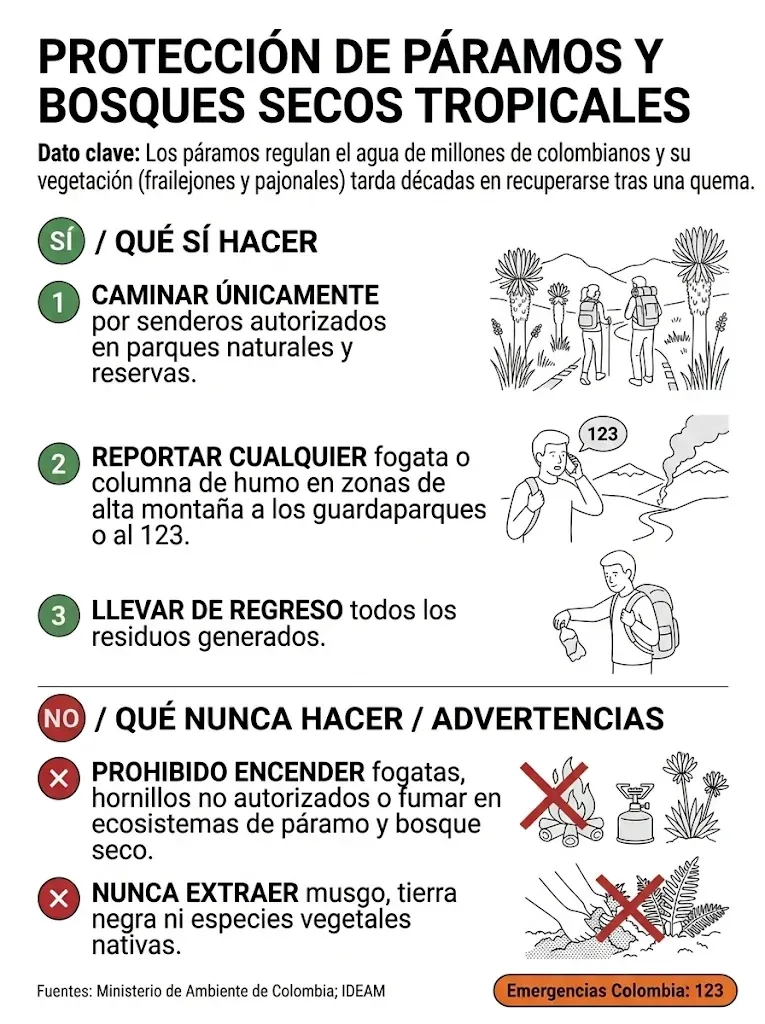 PROTECCIÓN DE PÁRAMOS Y
BOSQUES SECOS TROPICALES
Dato clave: Los páramos regulan el agua de millones de colombianos y su
vegetación (frailejones y pajonales) tarda décadas en recuperarse tras una quema.
SÍ / QUÉ SÍ HACER
1 CAMINAR ÚNICAMENTE
por senderos autorizados
en parques naturales y
reservas.
2 REPORTAR CUALQUIER fogata o
columna de humo en zonas de
alta montaña a los guardaparques
o al 123.
123
3 LLEVAR DE REGRESO todos los
residuos generados.
NO / QUÉ NUNCA HACER / ADVERTENCIAS
PROHIBIDO ENCENDER fogatas,
hornillos no autorizados o fumar en
ecosistemas de páramo y bosque
seco.
NUNCA EXTRAER musgo, tierra
negra ni especies vegetales
nativas.
Fuentes: Ministerio de Ambiente de Colombia; IDEAM
Emergencias Colombia: 123